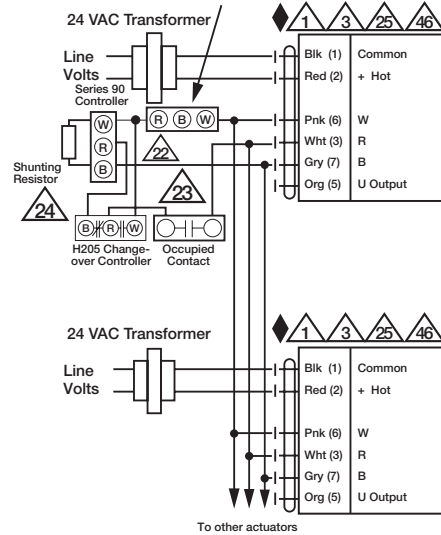 24 VAC Transformer
1 3 25 46
Line
Volts
Blk (1) Common
Red (2) + Hot
Series 90
Controller
W
R
B
R B W
Pnk (6) W
Wht (3) R
Gry (7) B
Org (5) U Output
22
Shunting
Resistor
24
23
B R W
H205 Change-
over Controller
Occupied
Contact
24 VAC Transformer
1 3 25 46
Line
Volts
Blk (1) Common
Red (2) + Hot
Pnk (6) W
Wht (3) R
Gry (7) B
Org (5) U Output
To other actuators